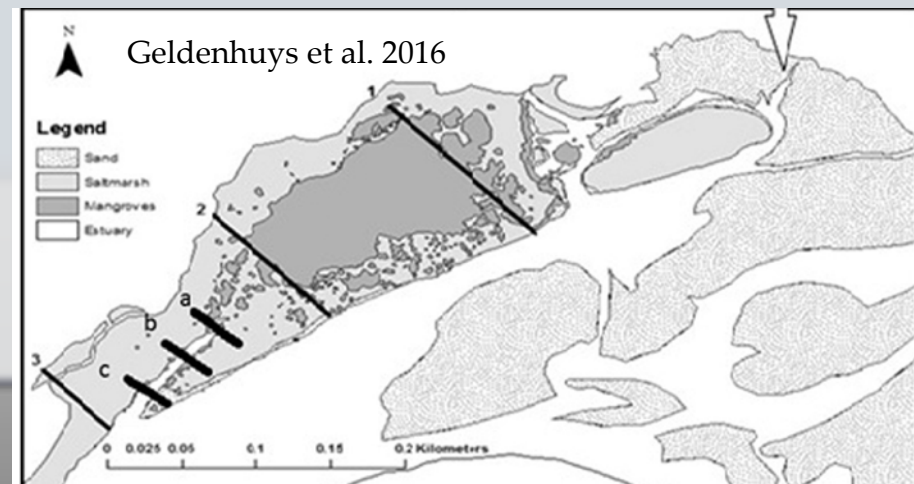 N
Geldenhuys et al. 2016
1
Legend
Sand
Saltmarsh
Mangroves
Estuary
2
a
b
3
c
0 0.025 0.05 0.1 0.15 0.2 Kilometers